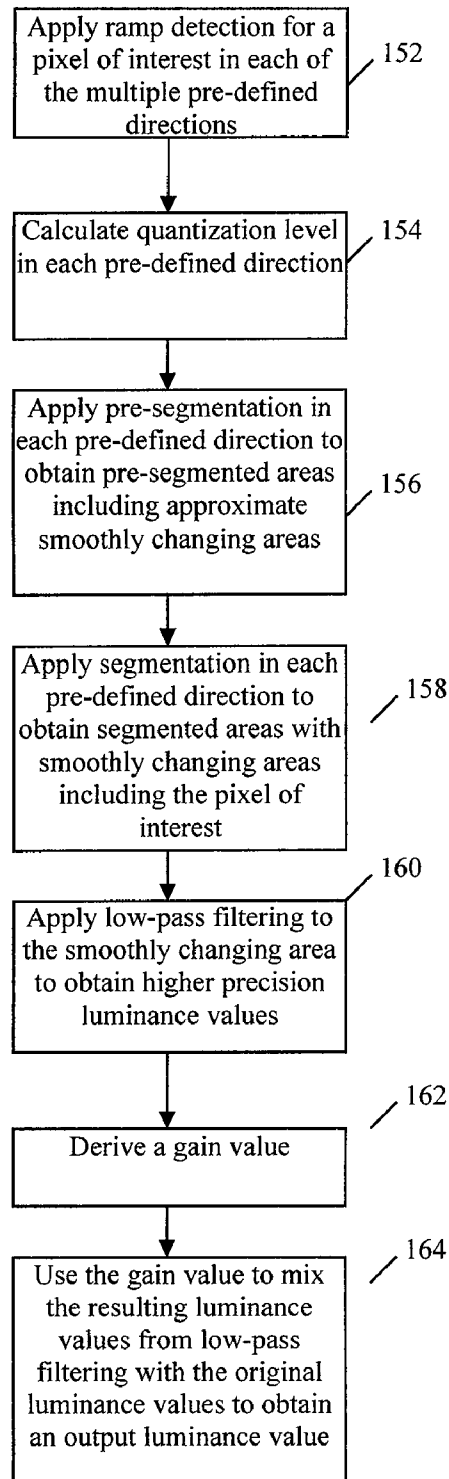 Apply ramp detection for a
pixel of interest in each of
the multiple pre-defined
directions
152
Calculate quantization level
in each pre-defined direction
154
Apply pre-segmentation in
each pre-defined direction to
obtain pre-segmented areas
including approximate
smoothly changing areas
156
Apply segmentation in each
pre-defined direction to
obtain segmented areas with
smoothly changing areas
including the pixel of
interest
158
160
Apply low-pass filtering to
the smoothly changing area
to obtain higher precision
luminance values
162
Derive a gain value
164
Use the gain value to mix
the resulting luminance
values from low-pass
filtering with the original
luminance values to obtain
an output luminance value